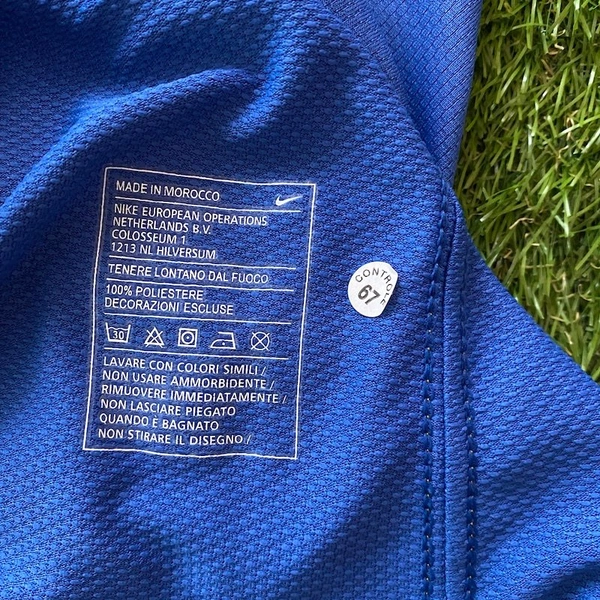 MADE IN MOROCCO
NIKE EUROPEAN OPERATIONS
NETHERLANDS B.V.
COLOSSEUM 1
1213 NL HILVERSUM
TENERE LONTANO DAL FUOCO
100% POLIESTERE
DECORAZIONI ESCLUSE
30
LAVARE CON COLORI SIMILI /
NON USARE AMMORBIDENTE /
RIMUOVERE IMMEDIATAMENTE /
NON LASCIARE PIEGATO
QUANDO È BAGNATO
NON STIRARE IL DISEGNO /
CONTROLE
67